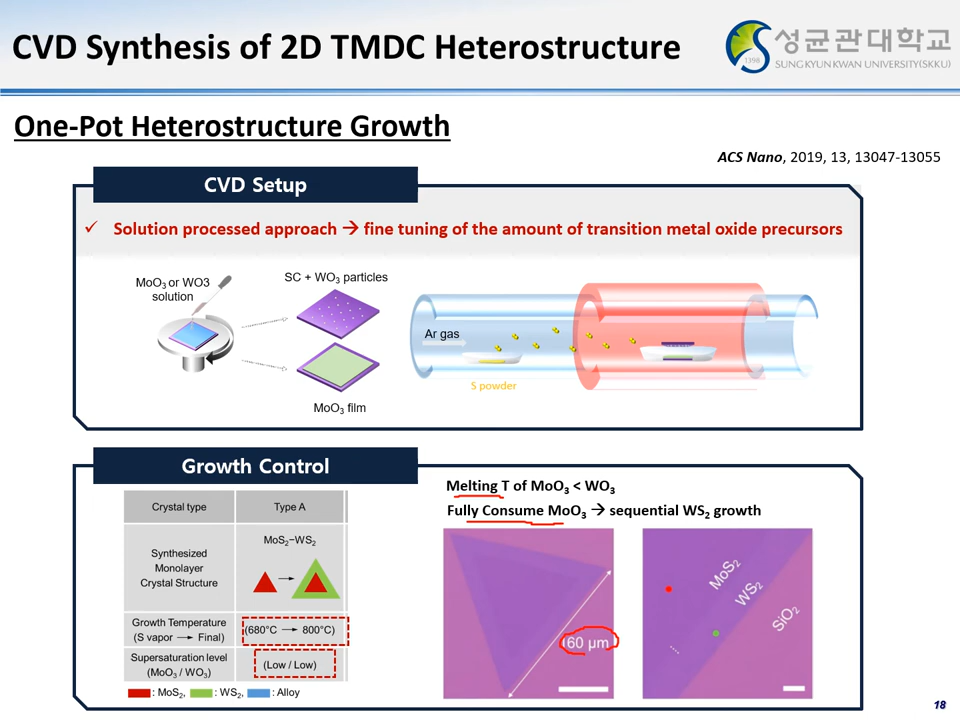 CVD Synthesis of 2D TMDC Heterostructure
성균관대학교
SUNG KYUN KWAN UNIVERSITY(SKKU)
1398
One-Pot Heterostructure Growth
ACS Nano, 2019, 13, 13047-13055
CVD Setup
✓ Solution processed approach → fine tuning of the amount of transition metal oxide precursors
MoO₃ or WO3
solution
SC + WO₃ particles
MoO₃ film
Ar gas
S powder
Growth Control
Crystal type
Type A
Synthesized
Monolayer
Crystal Structure
MoS₂−WS₂
Growth Temperature
(S vapor → Final)
(680°C → 800°C)
Supersaturation level
(MoO₃ / WO₃)
(Low / Low)
: MoS₂, : WS₂, : Alloy
Melting T of MoO₃ < WO₃
Fully Consume MoO₃ → sequential WS₂ growth
60 μm
MoS₂
WS₂
SiO₂
18